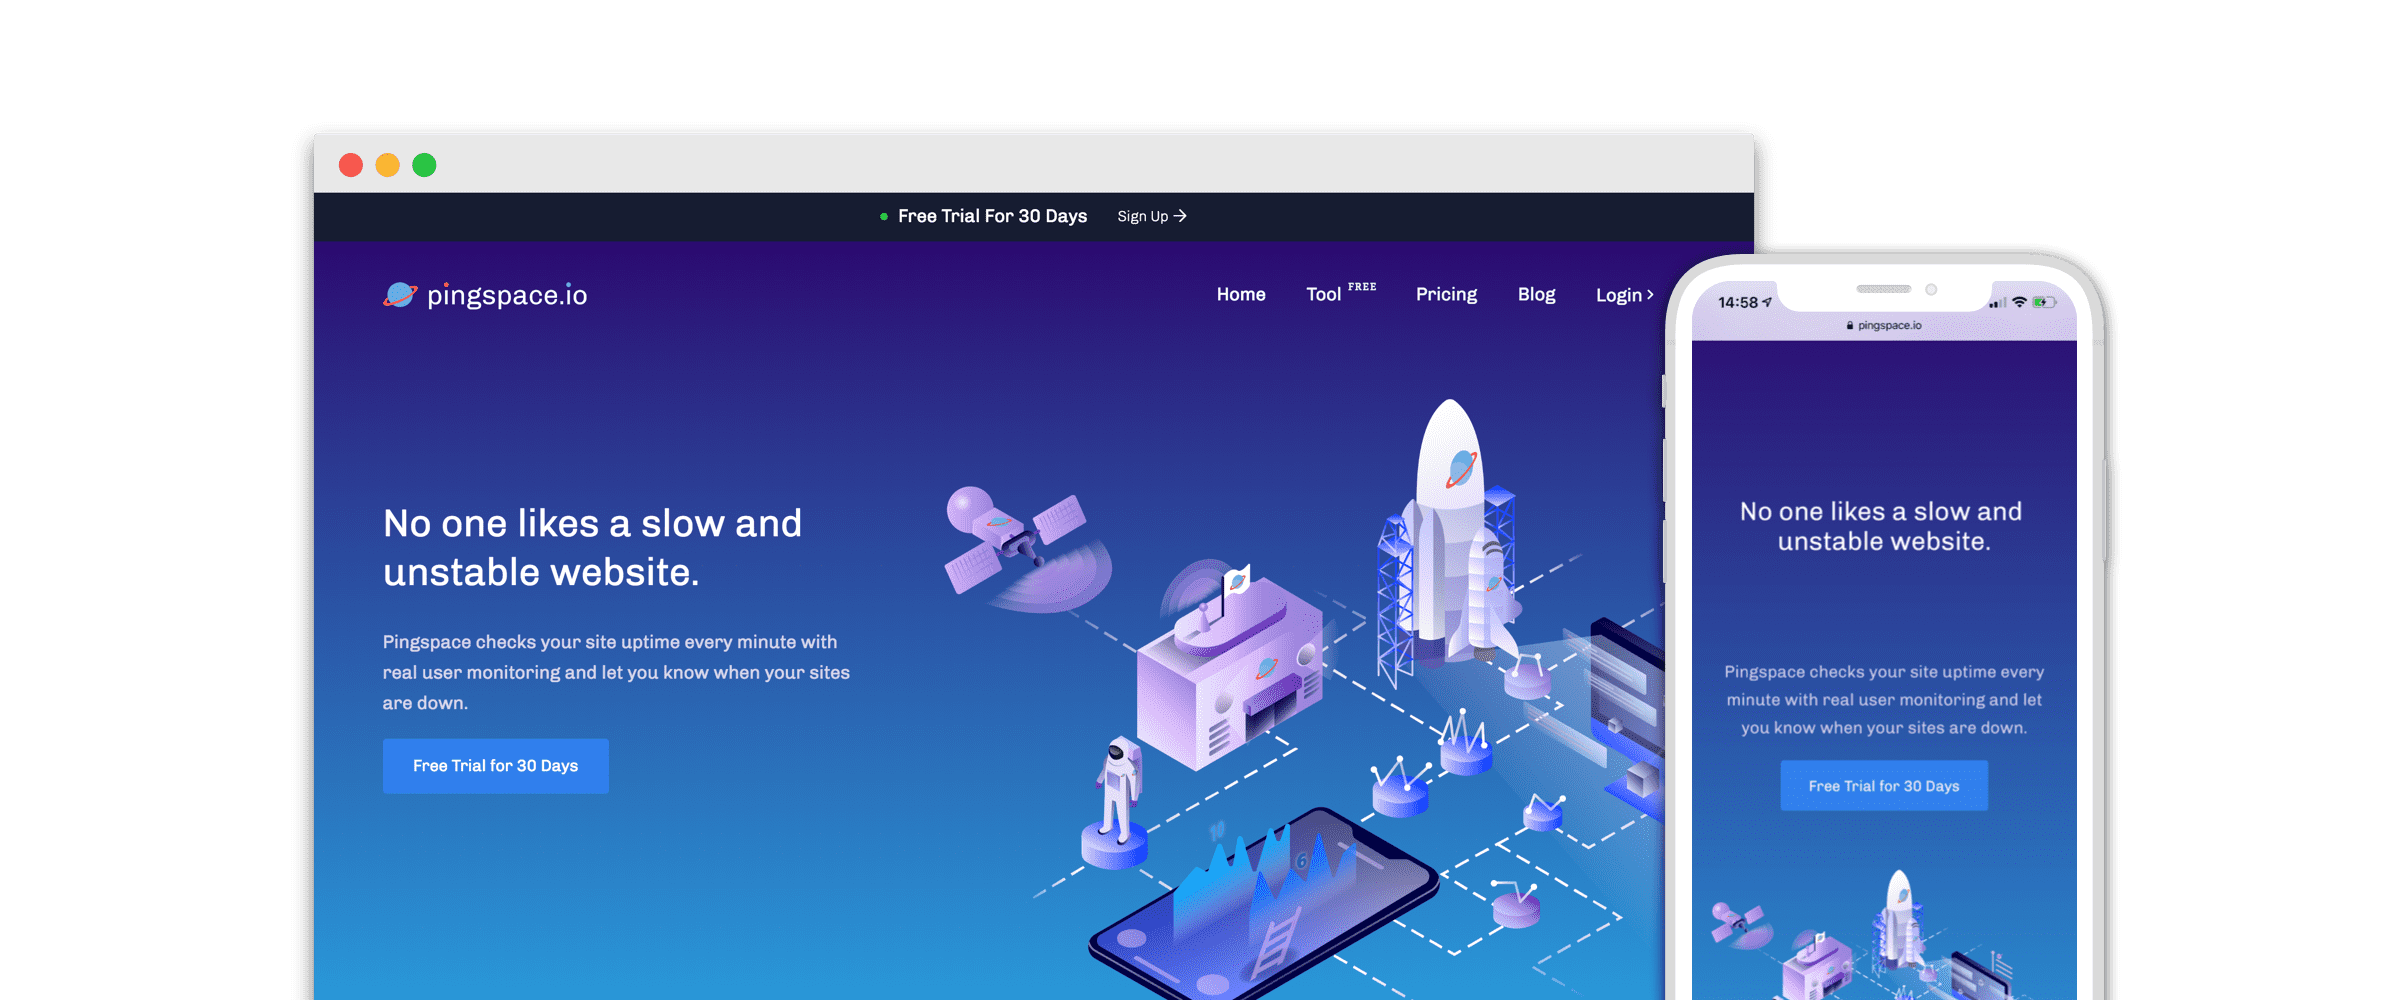 Free Trial For 30 Days Sign Up →
pingspace.io
Home Tool FREE Pricing Blog Login >
No one likes a slow and
unstable website.
Pingspace checks your site uptime every minute with
real user monitoring and let you know when your sites
are down.
Free Trial for 30 Days
10
6
14:58
pingspace.io
No one likes a slow and
unstable website.
Pingspace checks your site uptime every
minute with real user monitoring and let
you know when your sites are down.
Free Trial for 30 Days